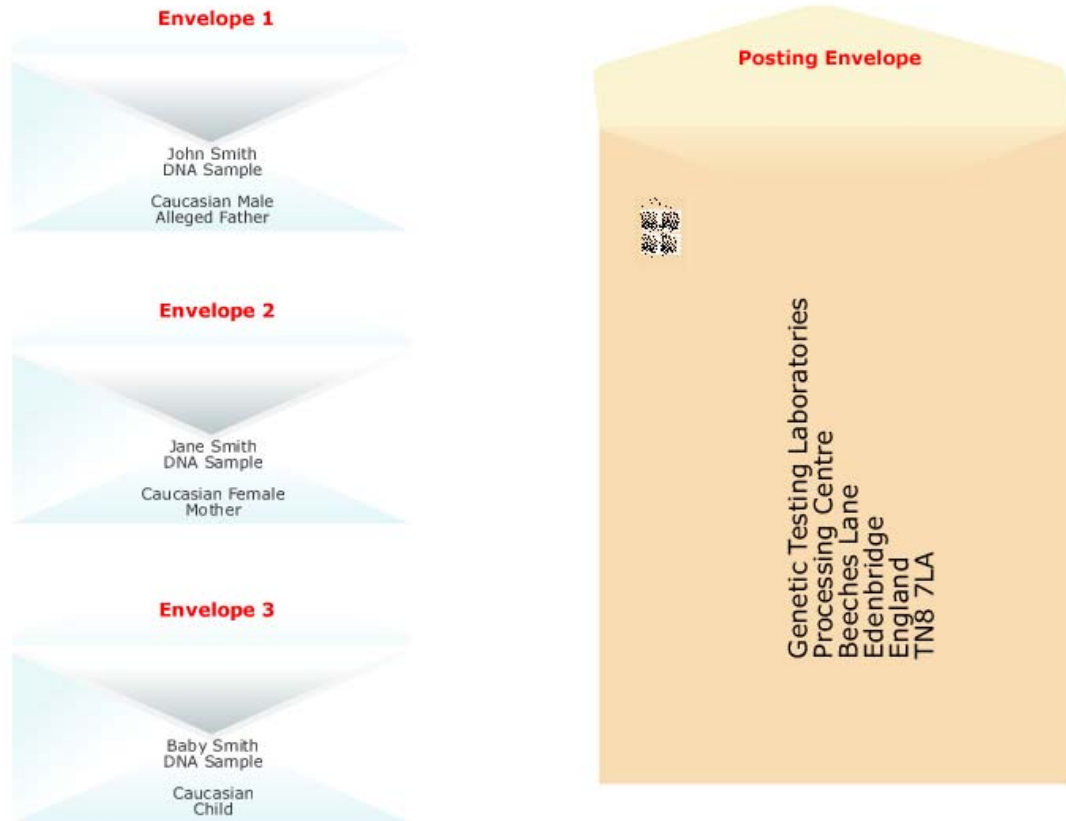 Envelope 1
John Smith
DNA Sample
Caucasian Male
Alleged Father
Envelope 2
Jane Smith
DNA Sample
Caucasian Female
Mother
Envelope 3
Baby Smith
DNA Sample
Caucasian
Child
Posting Envelope
Genetic Testing Laboratories
Processing Centre
Beeches Lane
Edenbridge
England
TN8 7LA